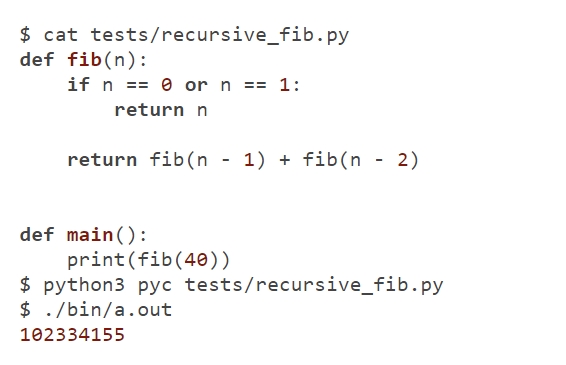 $ cat tests/recursive_fib.py
def fib(n):
    if n == 0 or n == 1:
        return n

    return fib(n - 1) + fib(n - 2)


def main():
    print(fib(40))
$ python3 pyc tests/recursive_fib.py
$ ./bin/a.out
102334155